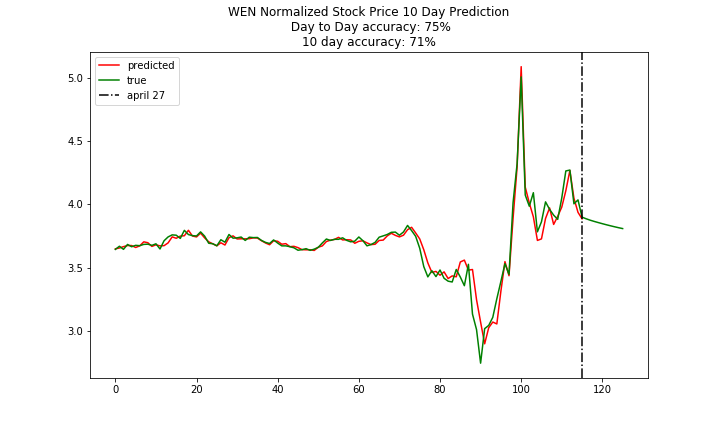 WEN Normalized Stock Price 10 Day Prediction
Day to Day accuracy: 75%
10 day accuracy: 71%
predicted
true
april 27
5.0
4.5
4.0
3.5
3.0
0 20 40 60 80 100 120